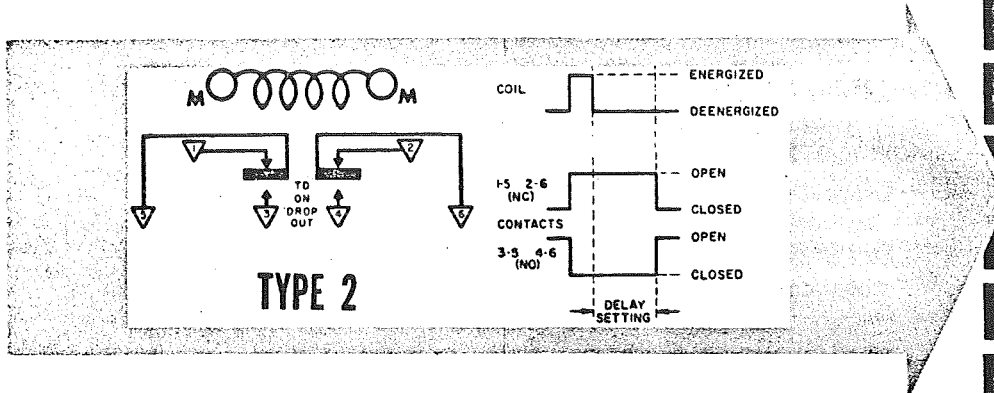 M M
1 2
5 3 4 6
TD
ON
DROP
OUT
TYPE 2
COIL
ENERGIZED
DEENERGIZED
1-5 2-6
(NC)
OPEN
CLOSED
CONTACTS
3-5 4-6
(NO)
OPEN
CLOSED
DELAY
SETTING